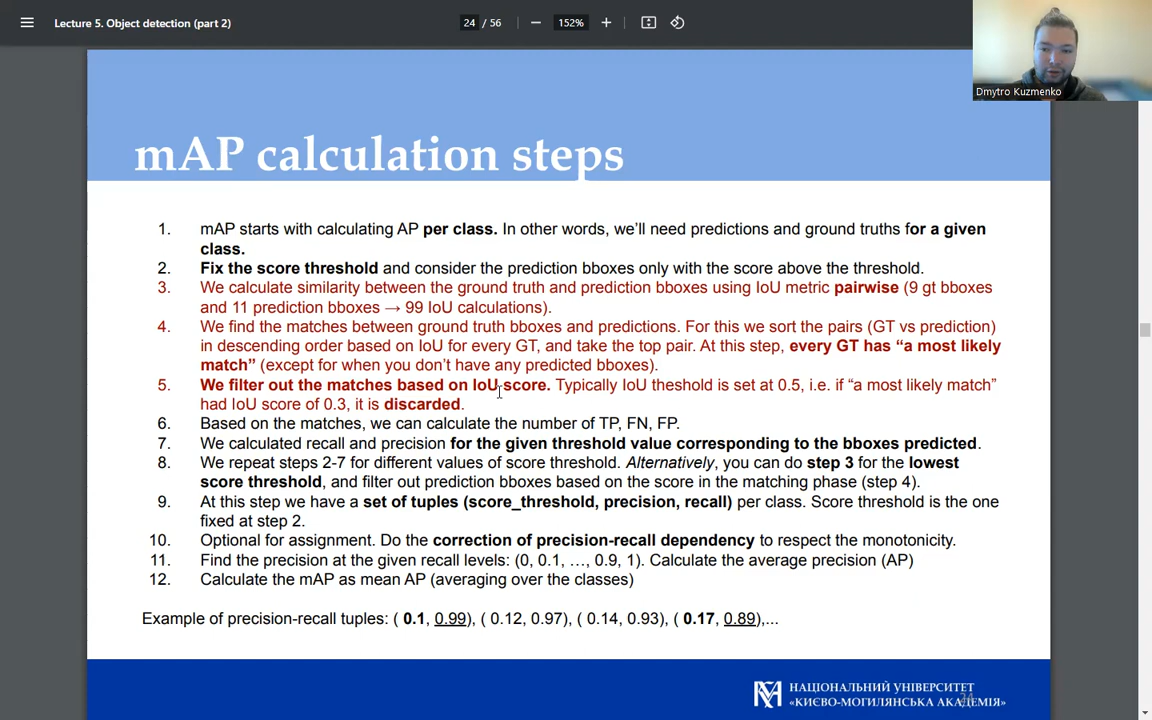 Lecture 5. Object detection (part 2)
24 / 56
152%
Dmytro Kuzmenko
mAP calculation steps
1. mAP starts with calculating AP per class. In other words, we'll need predictions and ground truths for a given
class.
2. Fix the score threshold and consider the prediction bboxes only with the score above the threshold.
3. We calculate similarity between the ground truth and prediction bboxes using IoU metric pairwise (9 gt bboxes
and 11 prediction bboxes → 99 IoU calculations).
4. We find the matches between ground truth bboxes and predictions. For this we sort the pairs (GT vs prediction)
in descending order based on IoU for every GT, and take the top pair. At this step, every GT has “a most likely
match” (except for when you don't have any predicted bboxes).
5. We filter out the matches based on IoU score. Typically IoU theshold is set at 0.5, i.e. if “a most likely match”
had IoU score of 0.3, it is discarded.
6. Based on the matches, we can calculate the number of TP, FN, FP.
7. We calculated recall and precision for the given threshold value corresponding to the bboxes predicted.
8. We repeat steps 2-7 for different values of score threshold. Alternatively, you can do step 3 for the lowest
score threshold, and filter out prediction bboxes based on the score in the matching phase (step 4).
9. At this step we have a set of tuples (score_threshold, precision, recall) per class. Score threshold is the one
fixed at step 2.
10. Optional for assignment. Do the correction of precision-recall dependency to respect the monotonicity.
11. Find the precision at the given recall levels: (0, 0.1, …, 0.9, 1). Calculate the average precision (AP)
12. Calculate the mAP as mean AP (averaging over the classes)
Example of precision-recall tuples: ( 0.1, 0.99), ( 0.12, 0.97), ( 0.14, 0.93), ( 0.17, 0.89),...
НАЦІОНАЛЬНИЙ УНІВЕРСИТЕТ
«КИЄВО-МОГИЛЯНСЬКА АКАДЕМІЯ»
24